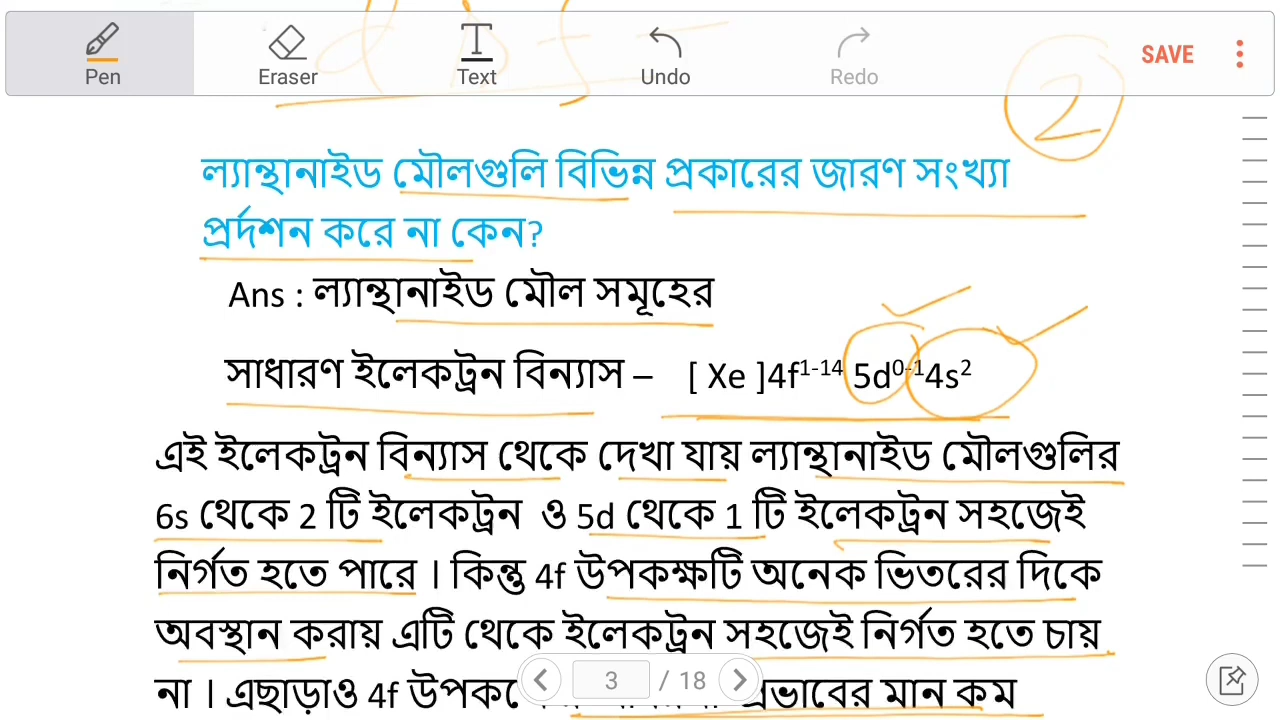 Pen
Eraser
Text
Undo
Redo
SAVE
2
ল্যান্থানাইড মৌলগুলি বিভিন্ন প্রকারের জারণ সংখ্যা
প্রর্দশন করে না কেন?
Ans : ল্যান্থানাইড মৌল সমূহের
সাধারণ ইলেকট্রন বিন্যাস – [ Xe ]4f¹⁻¹⁴ 5d⁰⁻¹4s²
এই ইলেকট্রন বিন্যাস থেকে দেখা যায় ল্যান্থানাইড মৌলগুলির
6s থেকে 2 টি ইলেকট্রন ও 5d থেকে 1 টি ইলেকট্রন সহজেই
নির্গত হতে পারে । কিন্তু 4f উপকক্ষটি অনেক ভিতরের দিকে
অবস্থান করায় এটি থেকে ইলেকট্রন সহজেই নির্গত হতে চায়
না । এছাড়াও 4f মান কম
3 / 18